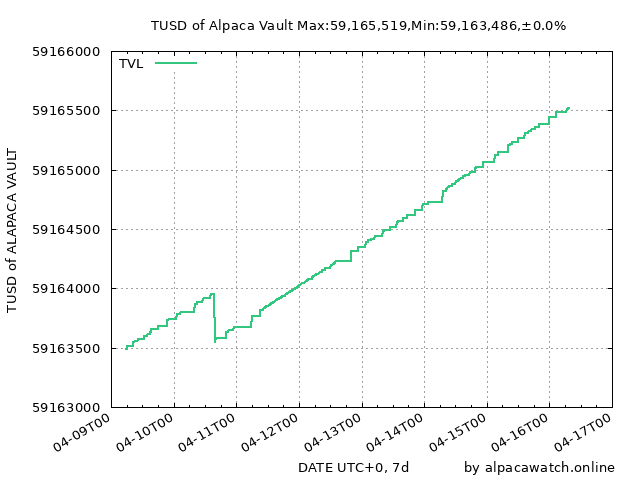 TUSD of Alpaca Vault Max:59,165,519,Min:59,163,486,±0.0%
TVL
59166000
59165500
59165000
59164500
59164000
59163500
59163000
TUSD of ALAPACA VAULT
04-09T00
04-10T00
04-11T00
04-12T00
04-13T00
04-14T00
04-15T00
04-16T00
04-17T00
DATE UTC+0, 7d
by alpacawatch.online